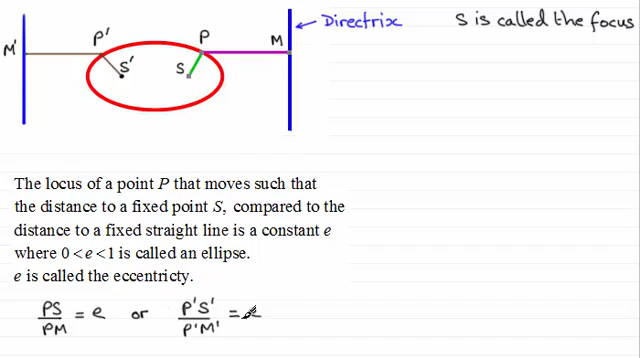 M' P' S' S P M Directrix S is called the focus
The locus of a point P that moves such that
the distance to a fixed point S, compared to the
distance to a fixed straight line is a constant e
where 0 < e < 1 is called an ellipse.
e is called the eccentricty.
PS/PM = e or P'S'/P'M' = e